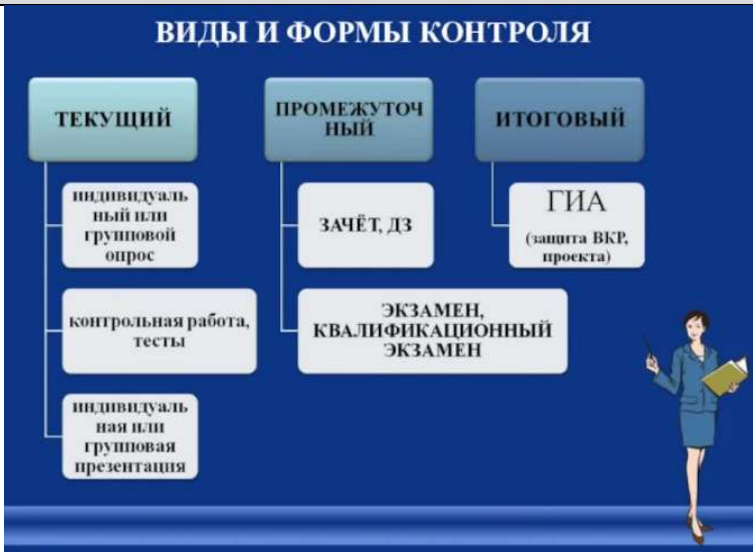 ВИДЫ И ФОРМЫ КОНТРОЛЯ
ТЕКУЩИЙ
индивидуаль
ный или
групповой
опрос
контрольная работа,
тесты
индивидуаль
ная или
групповая
презентация
ПРОМЕЖУТОЧ
НЫЙ
ЗАЧЁТ, ДЗ
ЭКЗАМЕН,
КВАЛИФИКАЦИОННЫЙ
ЭКЗАМЕН
ИТОГОВЫЙ
ГИА
(защита ВКР,
проекта)